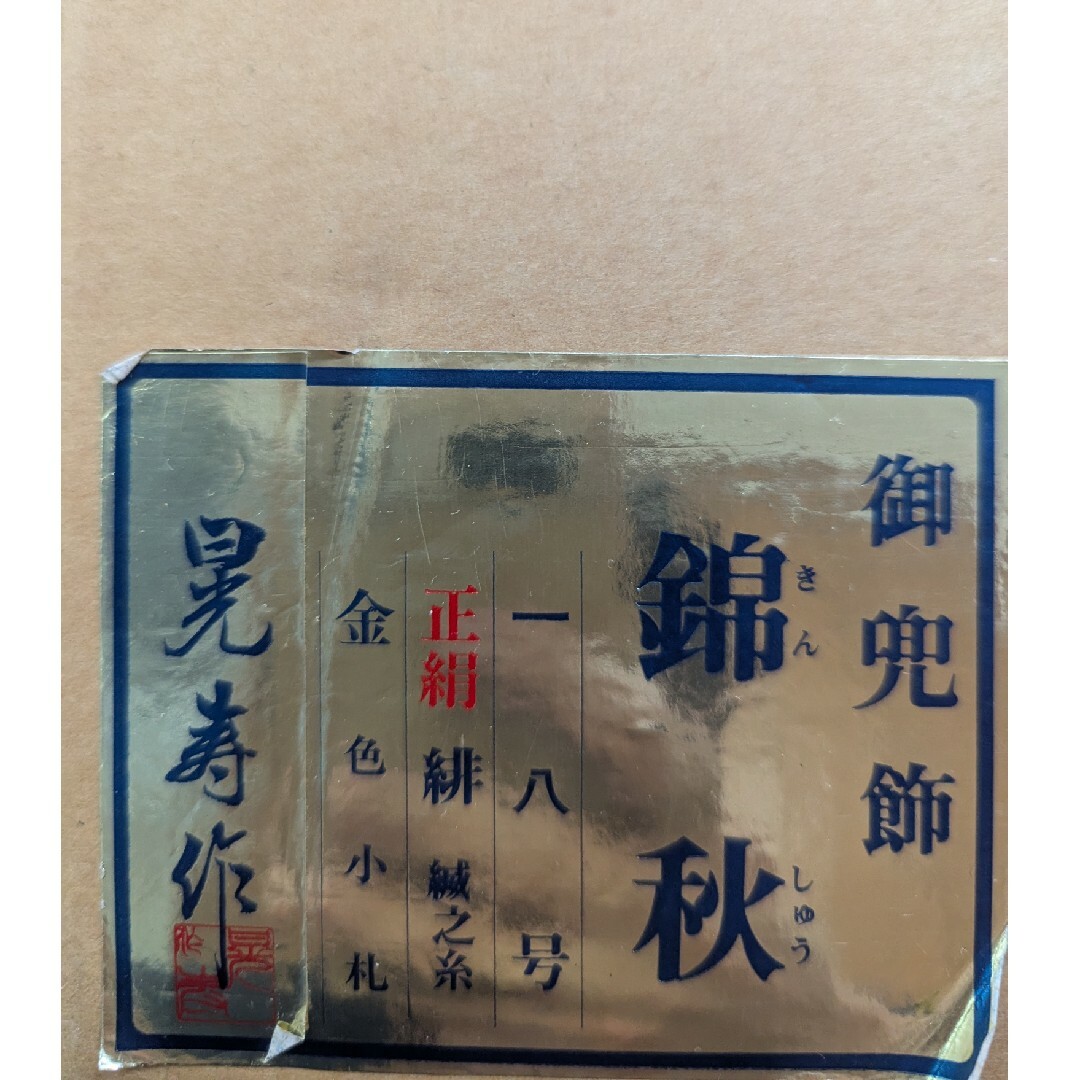 御兜飾
錦秋
きんしゅう
一八号
正絹緋縅之糸
金色小札
晃寿作